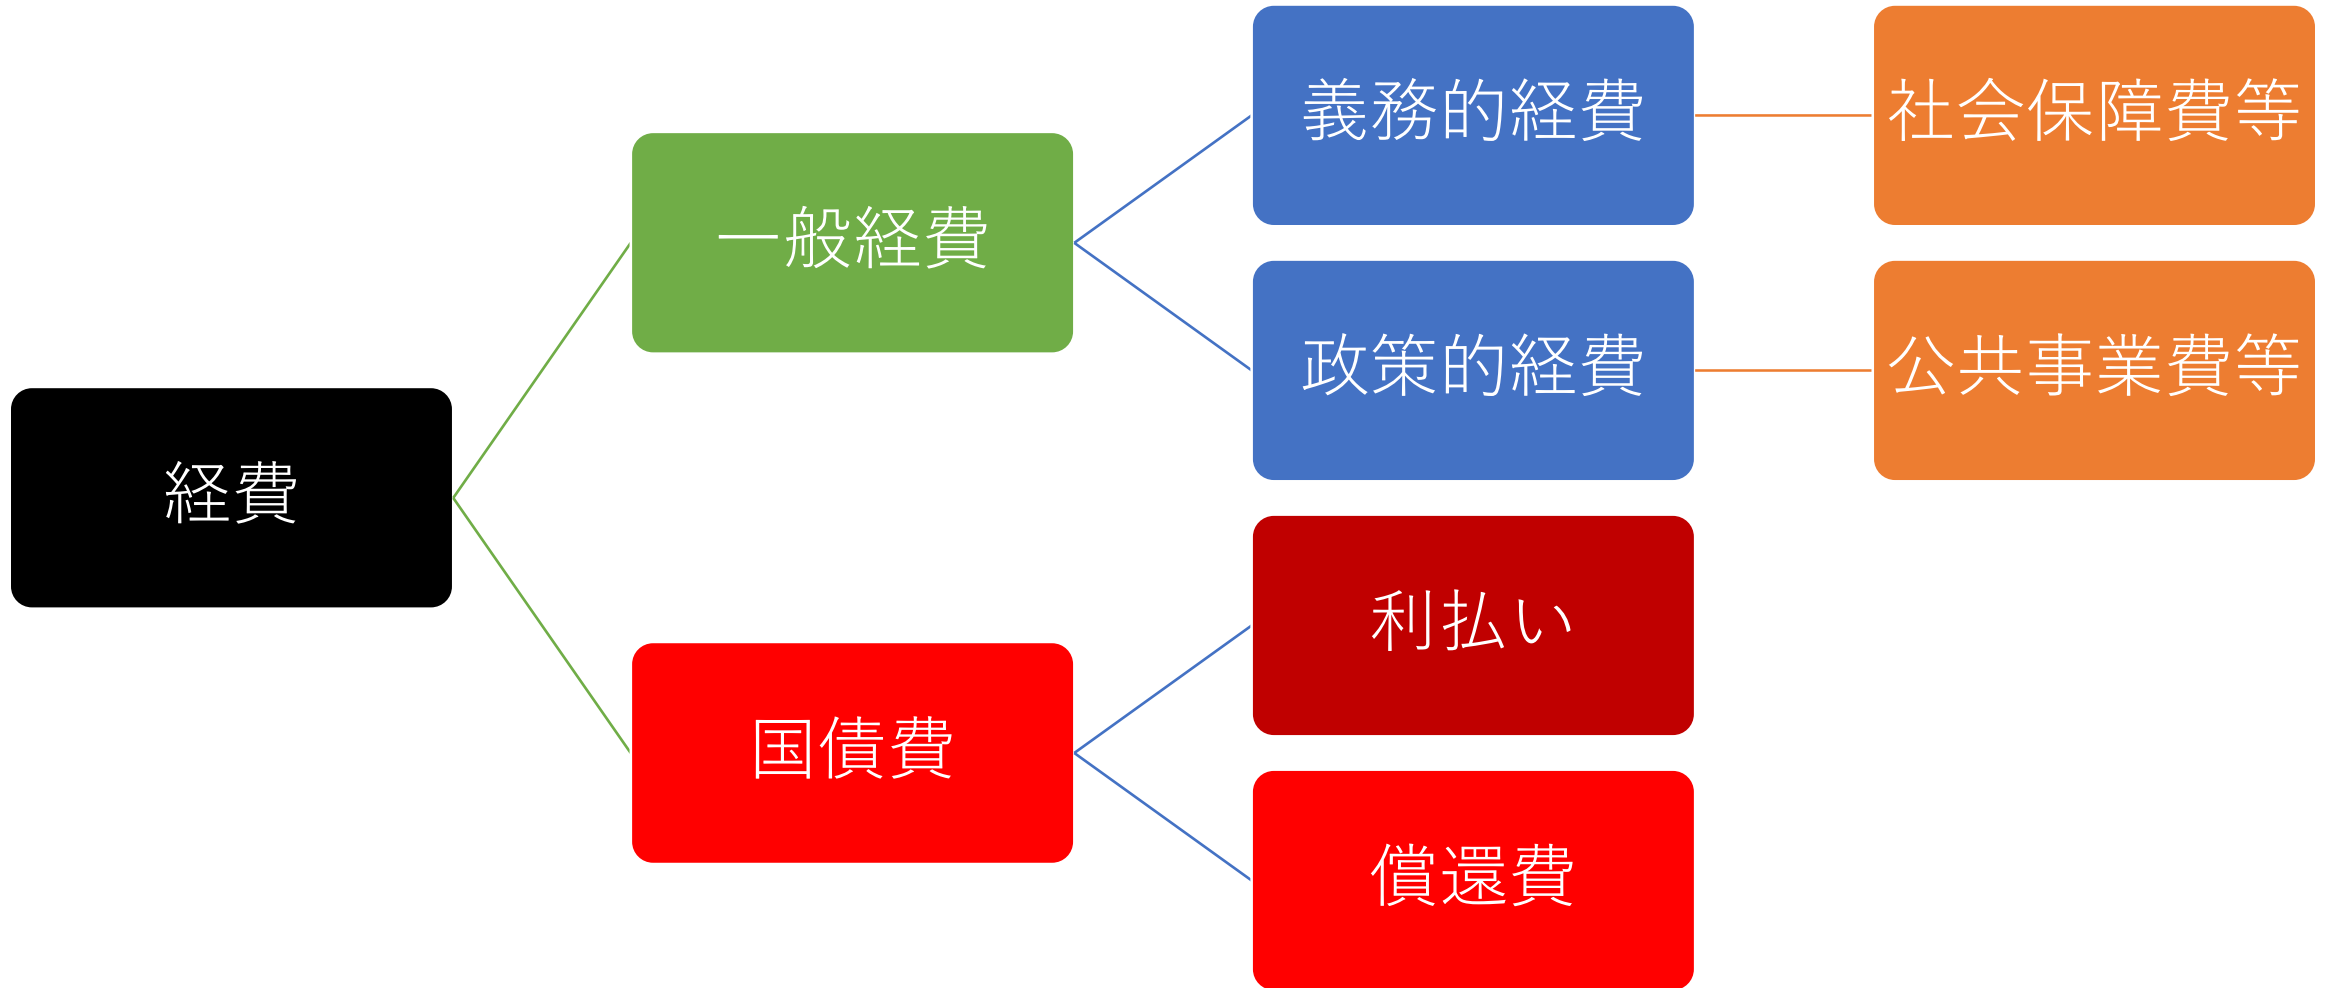 経費
一般経費
義務的経費
社会保障費等
政策的経費
公共事業費等
国債費
利払い
償還費